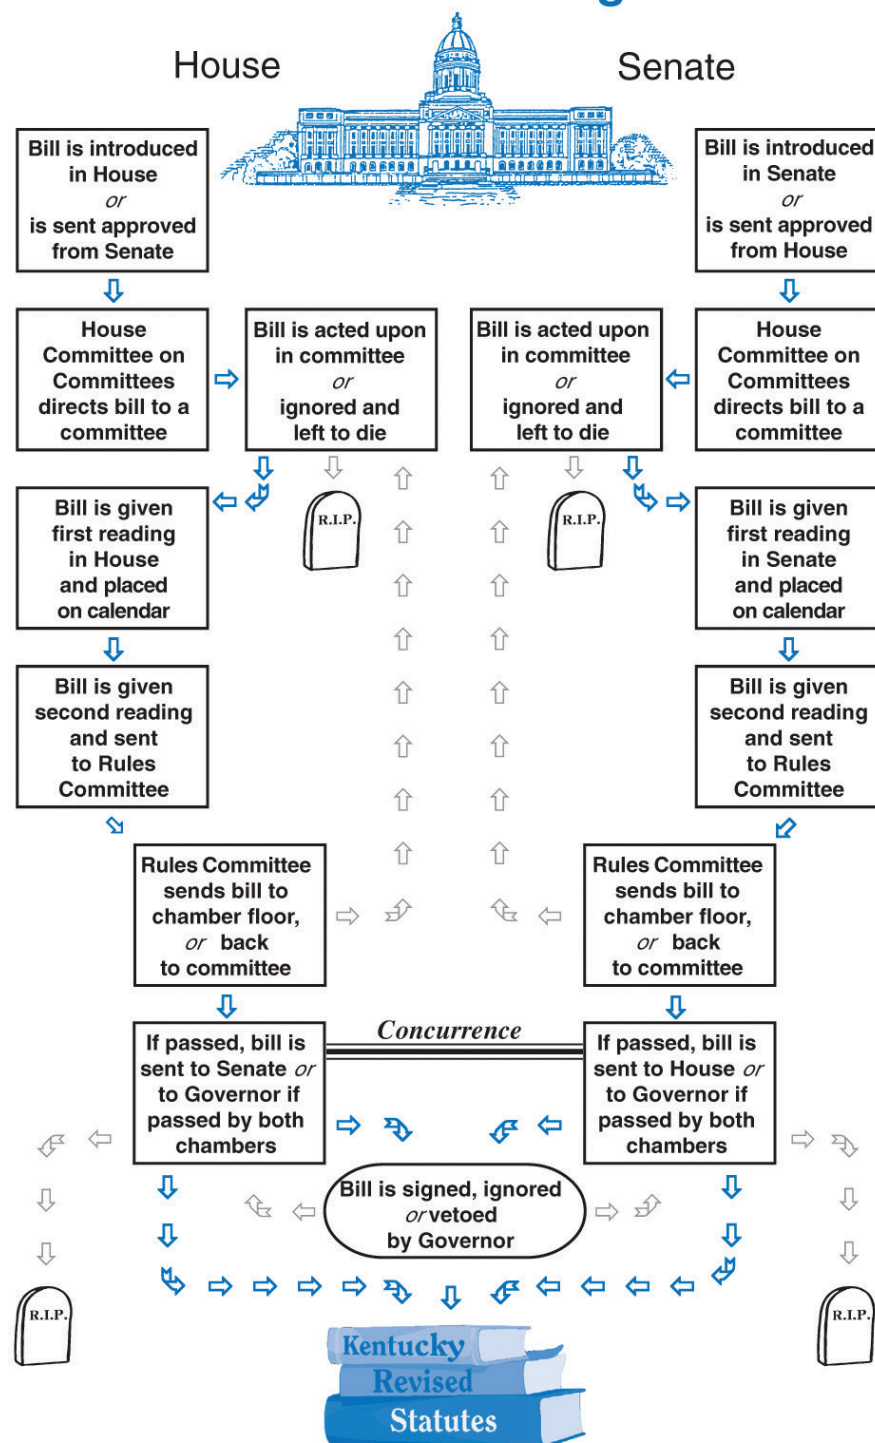 House
Senate
Bill is introduced
in House
or
is sent approved
from Senate
Bill is introduced
in Senate
or
is sent approved
from House
House
Committee on
Committees
directs bill to a
committee
Bill is acted upon
in committee
or
ignored and
left to die
Bill is acted upon
in committee
or
ignored and
left to die
House
Committee on
Committees
directs bill to a
committee
Bill is given
first reading
in House
and placed
on calendar
R.I.P.
R.I.P.
Bill is given
first reading
in Senate
and placed
on calendar
Bill is given
second reading
and sent
to Rules
Committee
Bill is given
second reading
and sent
to Rules
Committee
Rules Committee
sends bill to
chamber floor,
or back
to committee
Rules Committee
sends bill to
chamber floor,
or back
to committee
If passed, bill is
sent to Senate or
to Governor if
passed by both
chambers
Concurrence
If passed, bill is
sent to House or
to Governor if
passed by both
chambers
Bill is signed, ignored
or vetoed
by Governor
R.I.P.
R.I.P.
Kentucky
Revised
Statutes